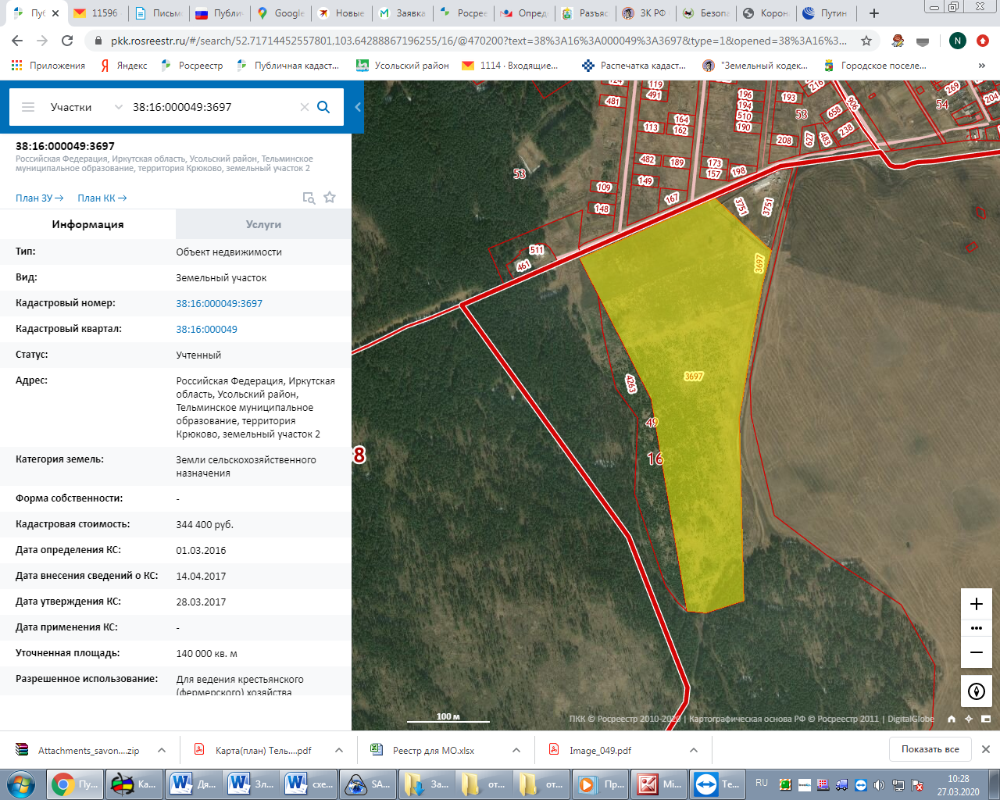 Пуб
11596
Письм
Публич
Google
Новые
Заявка
Росрее
Опред
Разъяс
ЗК РФ
Безопа
Корон
Путин
pkk.rosreestr.ru/#/search/52.71714452557801,103.64288867196255/16/@470200?text=38%3A16%3A000049%3A3697&type=1&opened=38%3A16%3...
N
Приложения
Яндекс
Росреестр
Публичная кадаст...
Усольский район
1114 · Входящие...
Распечатка кадаст...
"Земельный кодек...
Городское поселе...
»
Участки
38:16:000049:3697
38:16:000049:3697
Российская Федерация, Иркутская область, Усольский район, Тельминское
муниципальное образование, территория Крюково, земельный участок 2
План ЗУ →
План КК →
Информация
Услуги
Тип: Объект недвижимости
Вид: Земельный участок
Кадастровый номер: 38:16:000049:3697
Кадастровый квартал: 38:16:000049
Статус: Учтенный
Адрес: Российская Федерация, Иркутская
область, Усольский район,
Тельминское муниципальное
образование, территория
Крюково, земельный участок 2
Категория земель: Земли сельскохозяйственного
назначения
Форма собственности: -
Кадастровая стоимость: 344 400 руб.
Дата определения КС: 01.03.2016
Дата внесения сведений о КС: 14.04.2017
Дата утверждения КС: 28.03.2017
Дата применения КС: -
Уточненная площадь: 140 000 кв. м
Разрешенное использование: Для ведения крестьянского
(фермерского) хозяйства
124
119
216
269
481
491
196
193
906
54
204
194
53
658
164
510
113
162
190
238
208
627
483
482
189
173
53
157
198
149
109
167
148
3751
3751
511
461
3697
3697
4263
49
16
8
100 м
ПКК © Росреестр 2010-2020 | Картографическая основа РФ © Росреестр 2011 | DigitalGlobe
Attachments_savon....zip
Карта(план) Тель....pdf
Реестр для МО.xlsx
Image_049.pdf
Показать все
Пу...
Ка...
Дя...
Зл...
схе...
SA...
За...
от...
от...
Пр...
Mi...
Те...
RU
10:28
27.03.2020